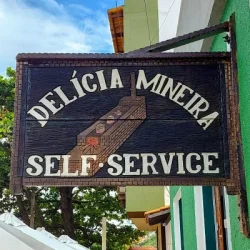 DELÍCIA MINEIRA
SELF · SERVICE